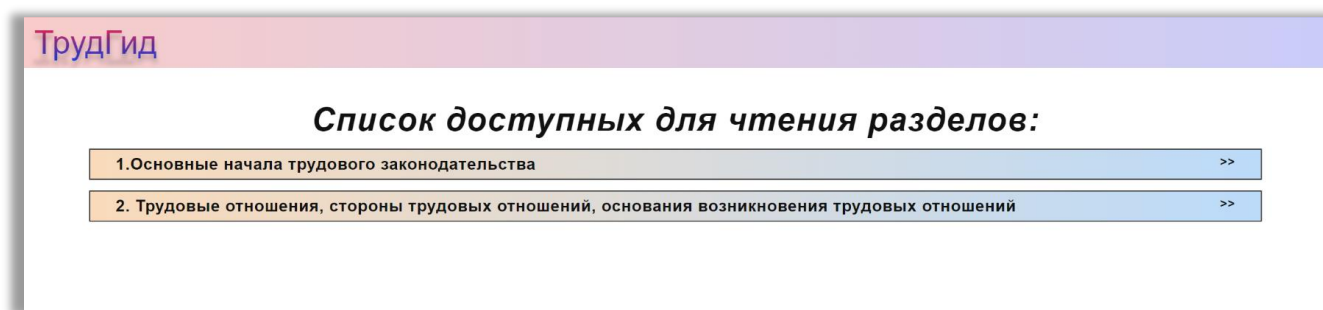 ТрудГид
Список доступных для чтения разделов:
1.Основные начала трудового законодательства >>
2. Трудовые отношения, стороны трудовых отношений, основания возникновения трудовых отношений >>